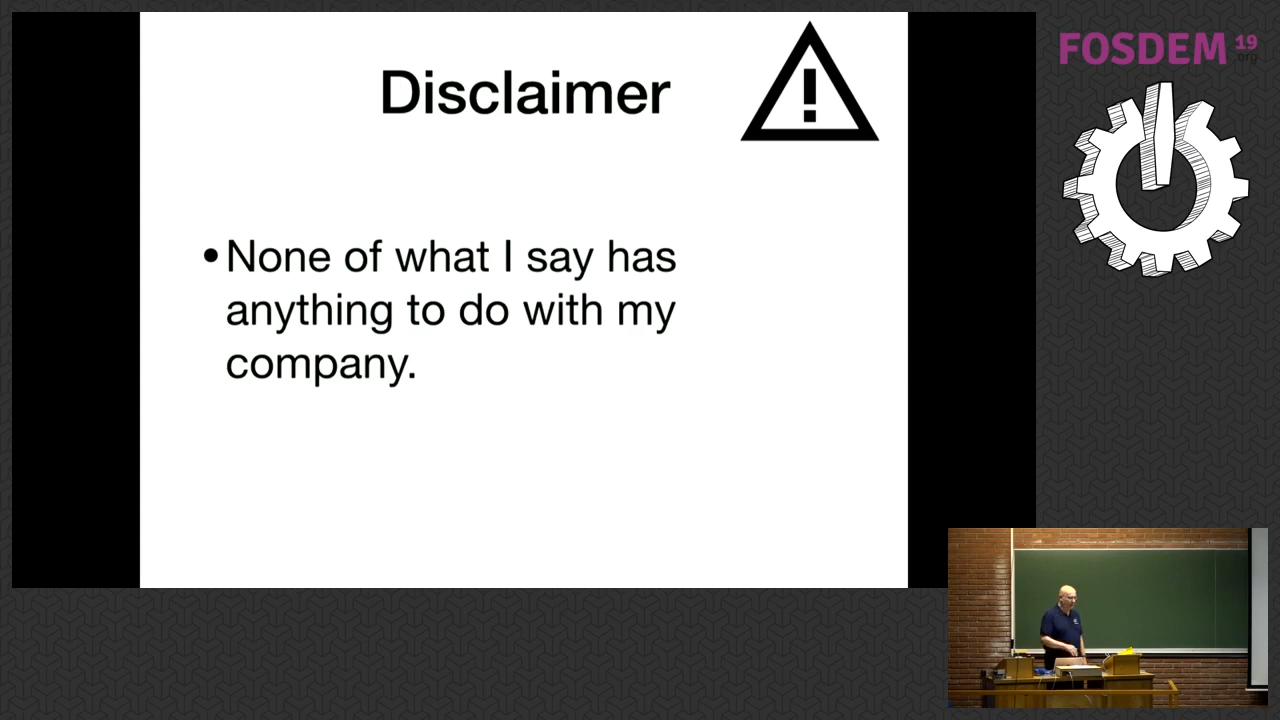 Disclaimer
• None of what I say has
anything to do with my
company.
FOSDEM 19
.org